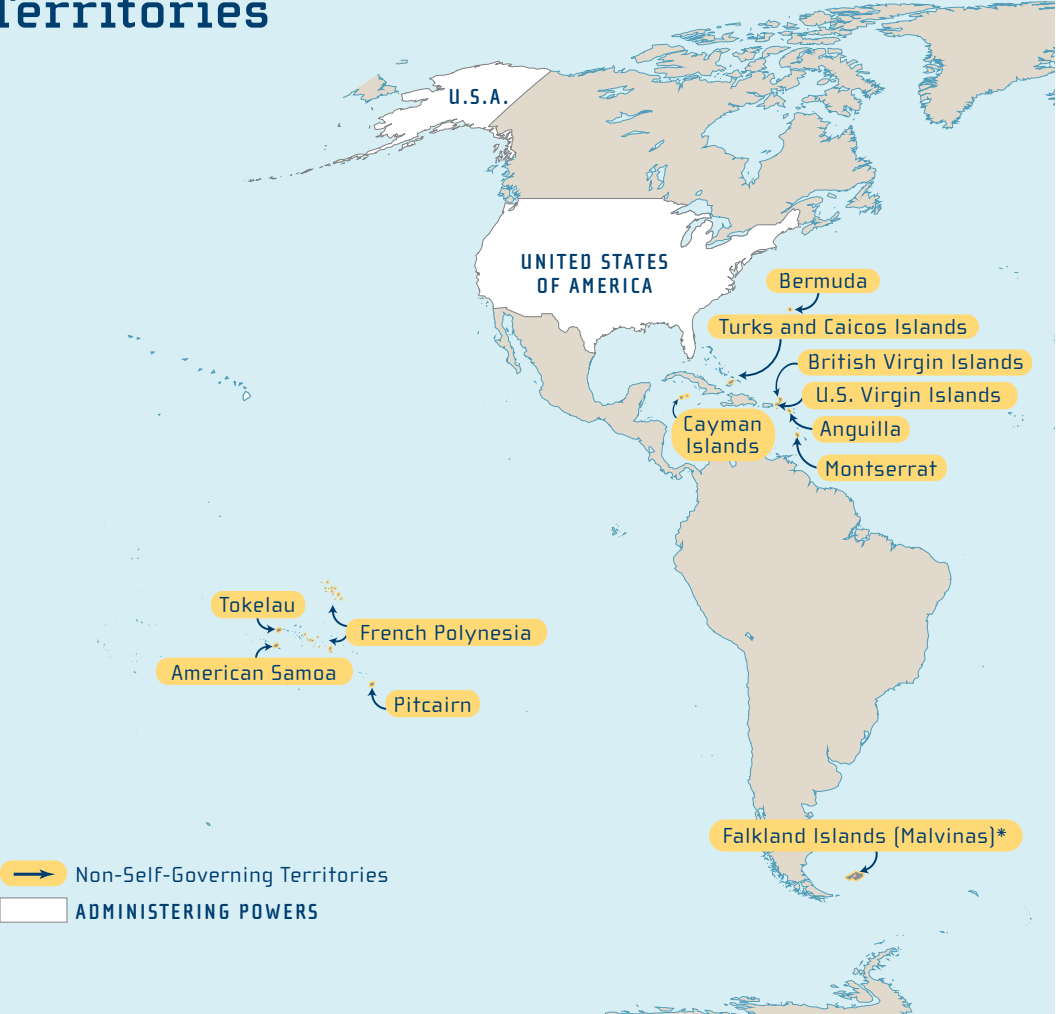 Territories
U.S.A.
UNITED STATES
OF AMERICA
Bermuda
Turks and Caicos Islands
British Virgin Islands
U.S. Virgin Islands
Cayman
Islands
Anguilla
Montserrat
Tokelau
French Polynesia
American Samoa
Pitcairn
Falkland Islands (Malvinas)*
Non-Self-Governing Territories
ADMINISTERING POWERS